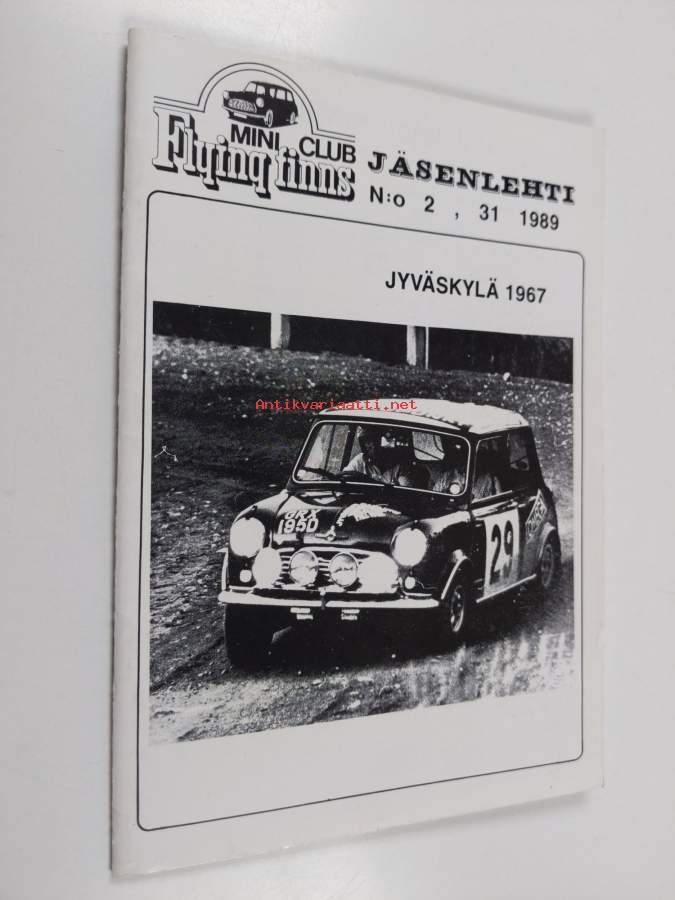 MINI CLUB
Flying finns
JÄSENLEHTI
N:o 2 , 31 1989
JYVÄSKYLÄ 1967
Antikvariaatti.net
GRX
195D
29